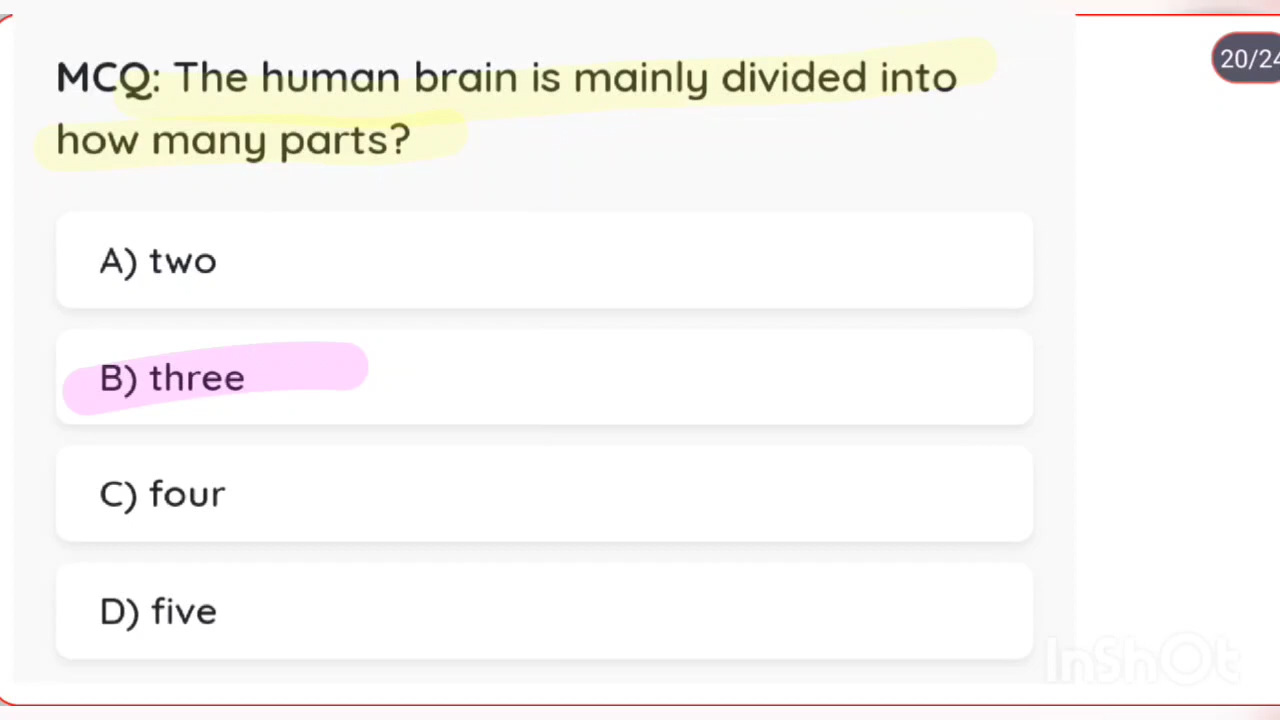 MCQ: The human brain is mainly divided into
how many parts?
20/24
A) two
B) three
C) four
D) five
InShOt